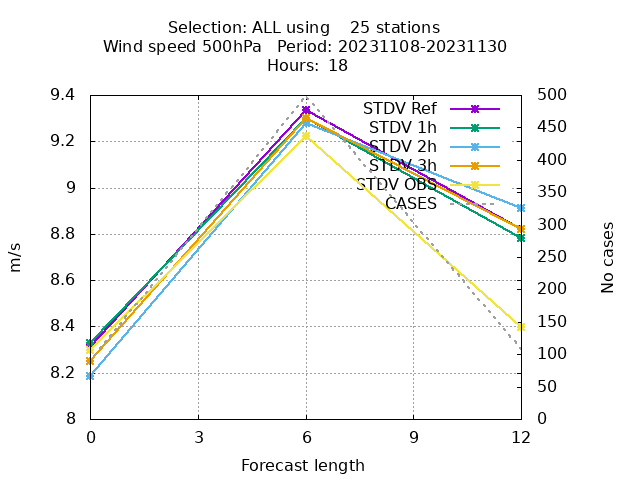 Selection: ALL using    25 stations
Wind speed 500hPa   Period: 20231108-20231130
Hours: 18
9.4
9.2
9
8.8
8.6
8.4
8.2
8
m/s
500
450
400
350
300
250
200
150
100
50
0
No cases
STDV Ref
STDV 1h
STDV 2h
STDV 3h
STDV OBS
CASES
0 3 6 9 12
Forecast length